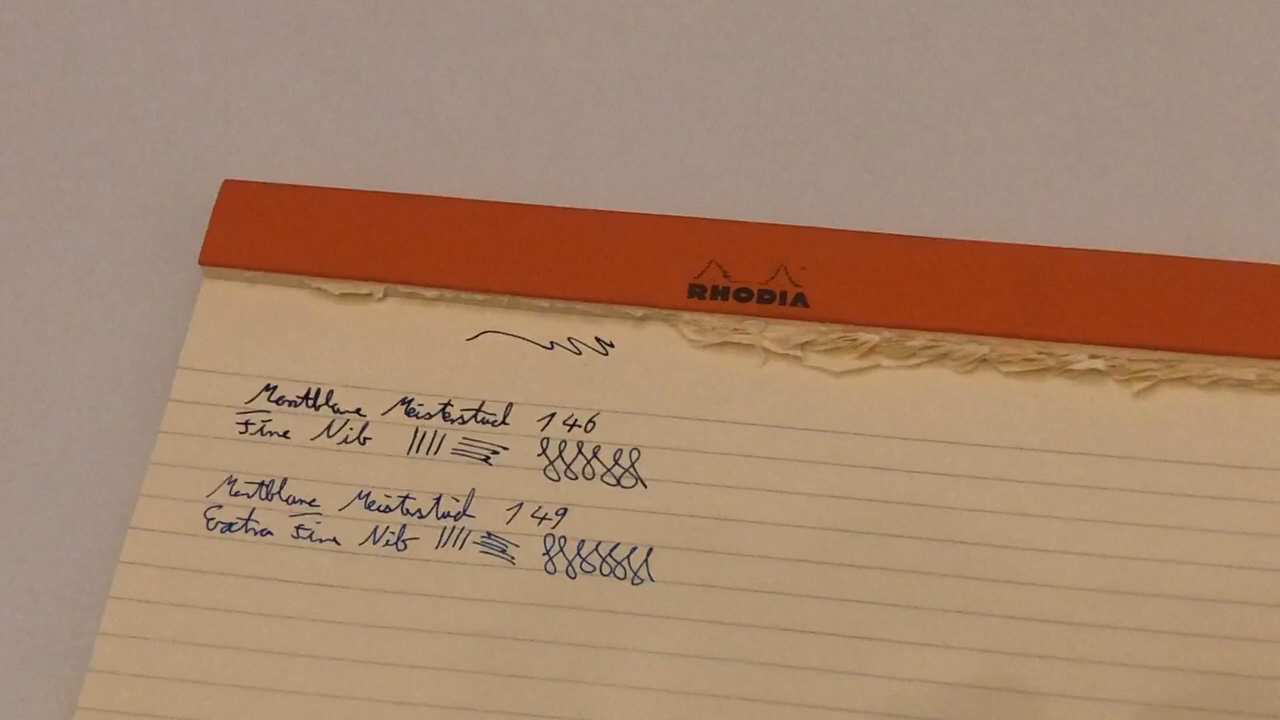 RHODIA
Montblanc Meisterstück 146
Fine Nib
Montblanc Meisterstück 149
Extra Fine Nib